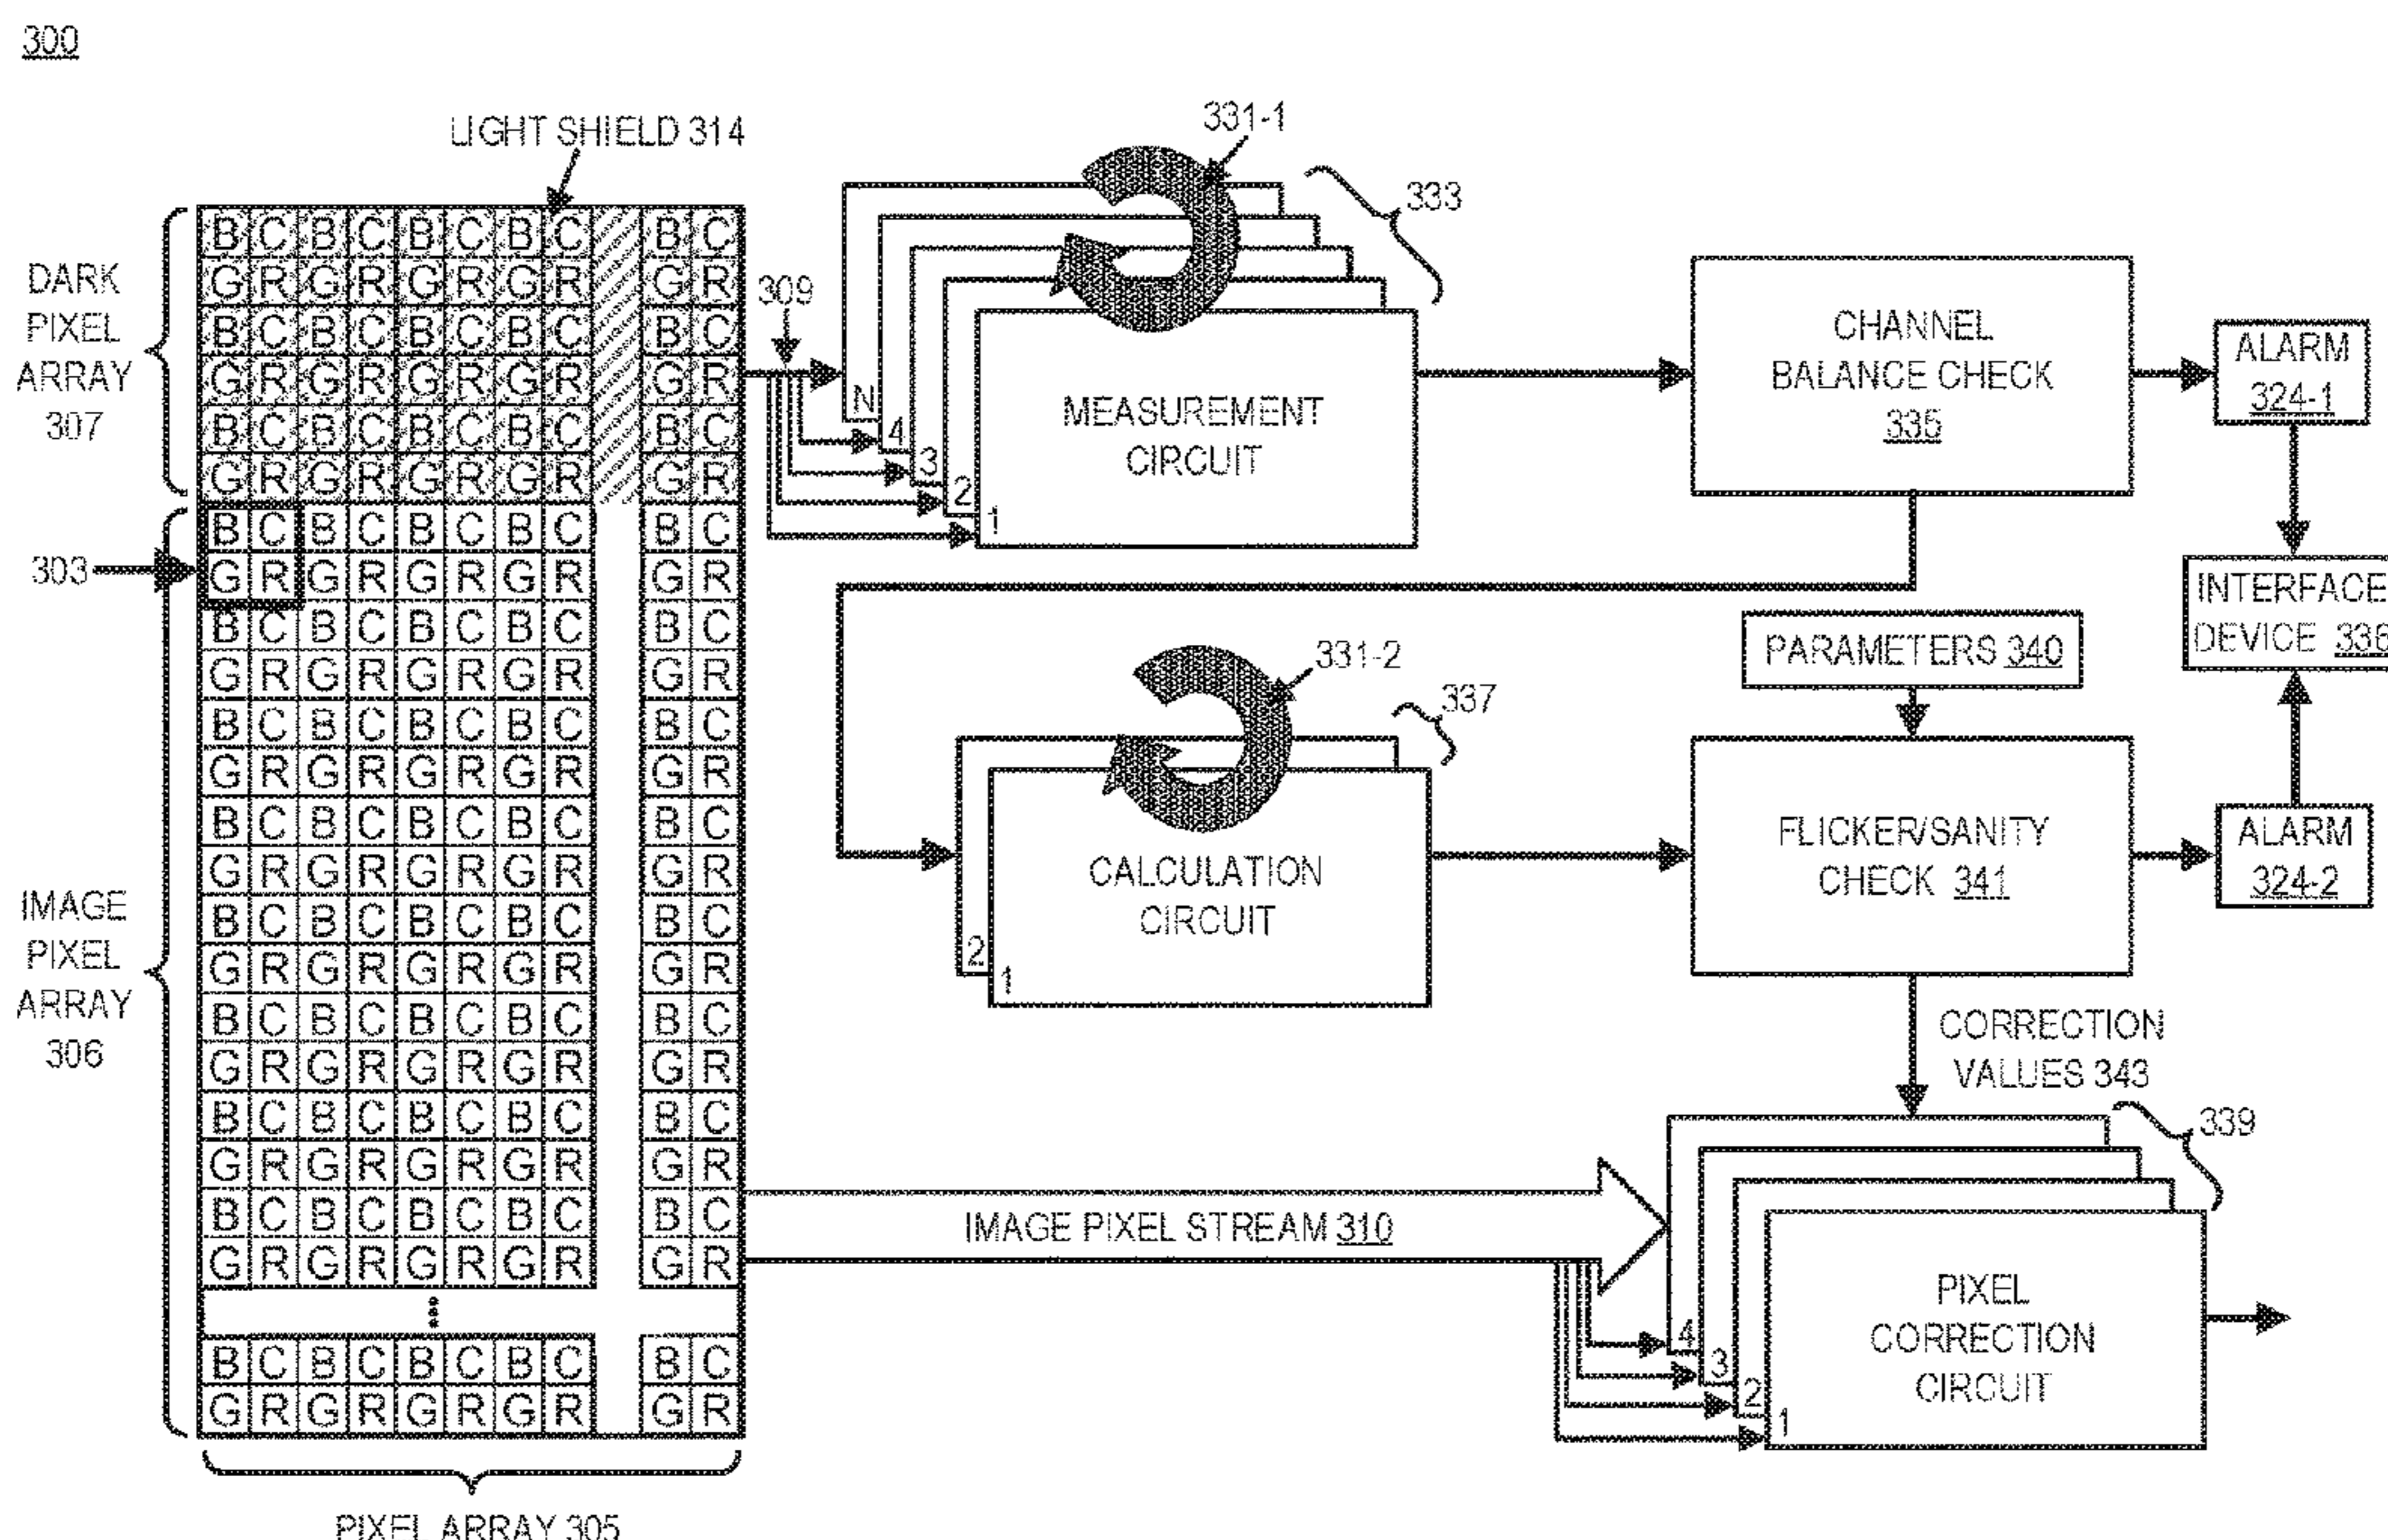 300
LIGHT SHIELD 314
331-1
333
DARK
PIXEL
ARRAY
307
B C B C B C B C B C
G R G R G R G R G R
B C B C B C B C B C
G R G R G R G R G R
B C B C B C B C B C
G R G R G R G R G R
309
N
4
3
2
1
MEASUREMENT
CIRCUIT
CHANNEL
BALANCE CHECK
335
ALARM
324-1
303
IMAGE
PIXEL
ARRAY
306
B C B C B C B C B C
G R G R G R G R G R
B C B C B C B C B C
G R G R G R G R G R
B C B C B C B C B C
G R G R G R G R G R
B C B C B C B C B C
G R G R G R G R G R
B C B C B C B C B C
G R G R G R G R G R
B C B C B C B C B C
G R G R G R G R G R
B C B C B C B C B C
G R G R G R G R G R
B C B C B C B C B C
G R G R G R G R G R
B C B C B C B C B C
G R G R G R G R G R
INTERFACE
DEVICE 336
PARAMETERS 340
331-2
337
2
1
CALCULATION
CIRCUIT
FLICKER/SANITY
CHECK 341
ALARM
324-2
CORRECTION
VALUES 343
339
IMAGE PIXEL STREAM 310
4
3
2
1
PIXEL
CORRECTION
CIRCUIT
PIXEL ARRAY 305